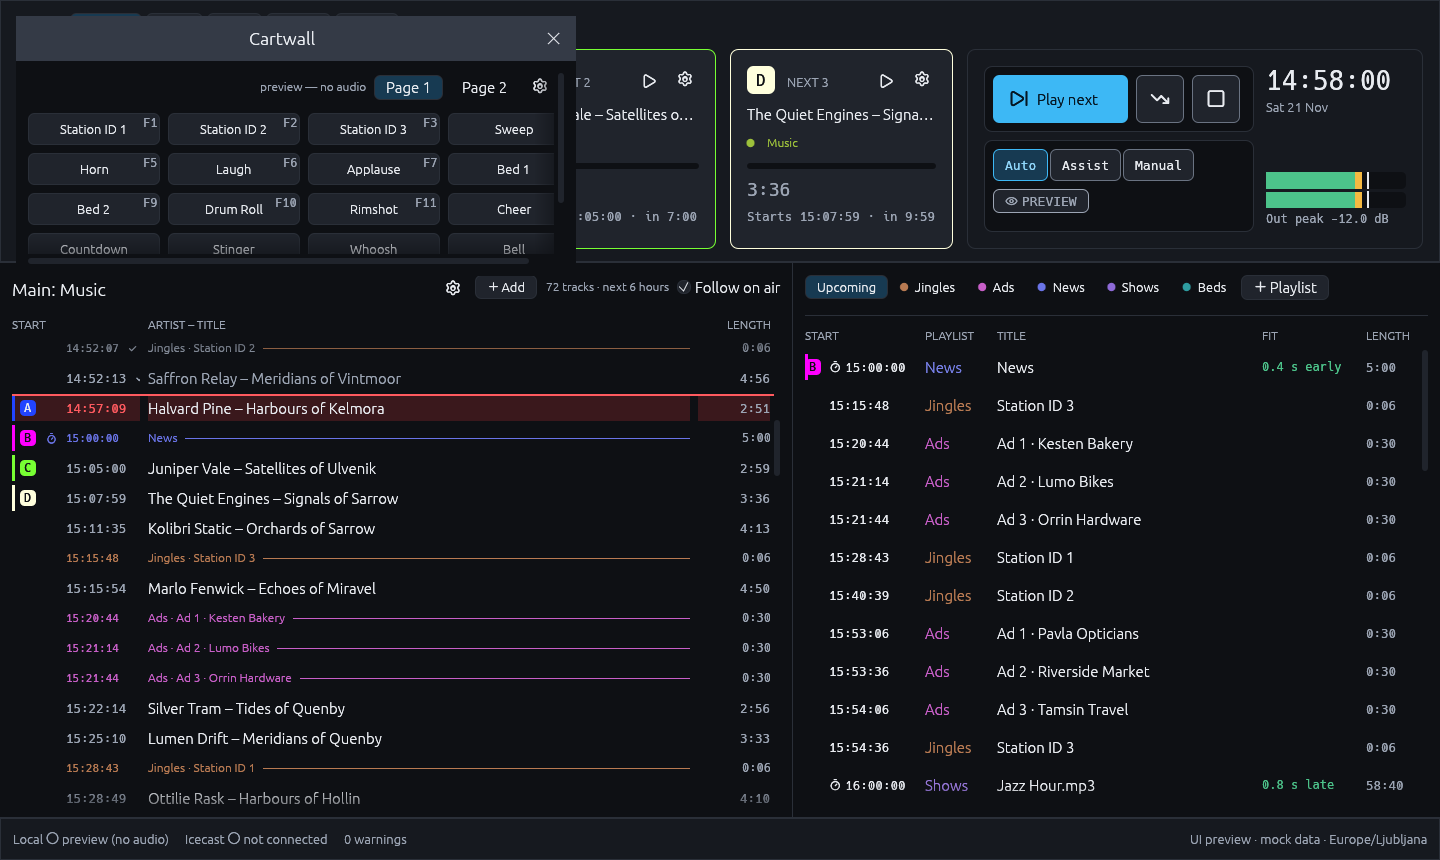 Cartwall
preview — no audio Page 1 Page 2
Station ID 1 F1 Station ID 2 F2 Station ID 3 F3 Sweep
Horn F5 Laugh F6 Applause F7 Bed 1
Bed 2 F9 Drum Roll F10 Rimshot F11 Cheer
Countdown Stinger Whoosh Bell
T 2
ale – Satellites o...
:05:00 · in 7:00
D NEXT 3
The Quiet Engines – Signa...
Music
3:36
Starts 15:07:59 · in 9:59
Play next
Auto Assist Manual
PREVIEW
14:58:00
Sat 21 Nov
Out peak -12.0 dB
Main: Music
+ Add 72 tracks · next 6 hours Follow on air
START ARTIST – TITLE LENGTH
14:52:07 Jingles · Station ID 2 0:06
14:52:13 Saffron Relay – Meridians of Vintmoor 4:56
A 14:57:09 Halvard Pine – Harbours of Kelmora 2:51
B 15:00:00 News 5:00
C 15:05:00 Juniper Vale – Satellites of Ulvenik 2:59
D 15:07:59 The Quiet Engines – Signals of Sarrow 3:36
15:11:35 Kolibri Static – Orchards of Sarrow 4:13
15:15:48 Jingles · Station ID 3 0:06
15:15:54 Marlo Fenwick – Echoes of Miravel 4:50
15:20:44 Ads · Ad 1 · Kesten Bakery 0:30
15:21:14 Ads · Ad 2 · Lumo Bikes 0:30
15:21:44 Ads · Ad 3 · Orrin Hardware 0:30
15:22:14 Silver Tram – Tides of Quenby 2:56
15:25:10 Lumen Drift – Meridians of Quenby 3:33
15:28:43 Jingles · Station ID 1 0:06
15:28:49 Ottilie Rask – Harbours of Hollin 4:10
Upcoming Jingles Ads News Shows Beds + Playlist
START PLAYLIST TITLE FIT LENGTH
B 15:00:00 News News 0.4 s early 5:00
15:15:48 Jingles Station ID 3 0:06
15:20:44 Ads Ad 1 · Kesten Bakery 0:30
15:21:14 Ads Ad 2 · Lumo Bikes 0:30
15:21:44 Ads Ad 3 · Orrin Hardware 0:30
15:28:43 Jingles Station ID 1 0:06
15:40:39 Jingles Station ID 2 0:06
15:53:06 Ads Ad 1 · Pavla Opticians 0:30
15:53:36 Ads Ad 2 · Riverside Market 0:30
15:54:06 Ads Ad 3 · Tamsin Travel 0:30
15:54:36 Jingles Station ID 3 0:06
16:00:00 Shows Jazz Hour.mp3 0.8 s late 58:40
Local preview (no audio) Icecast not connected 0 warnings
UI preview · mock data · Europe/Ljubljana